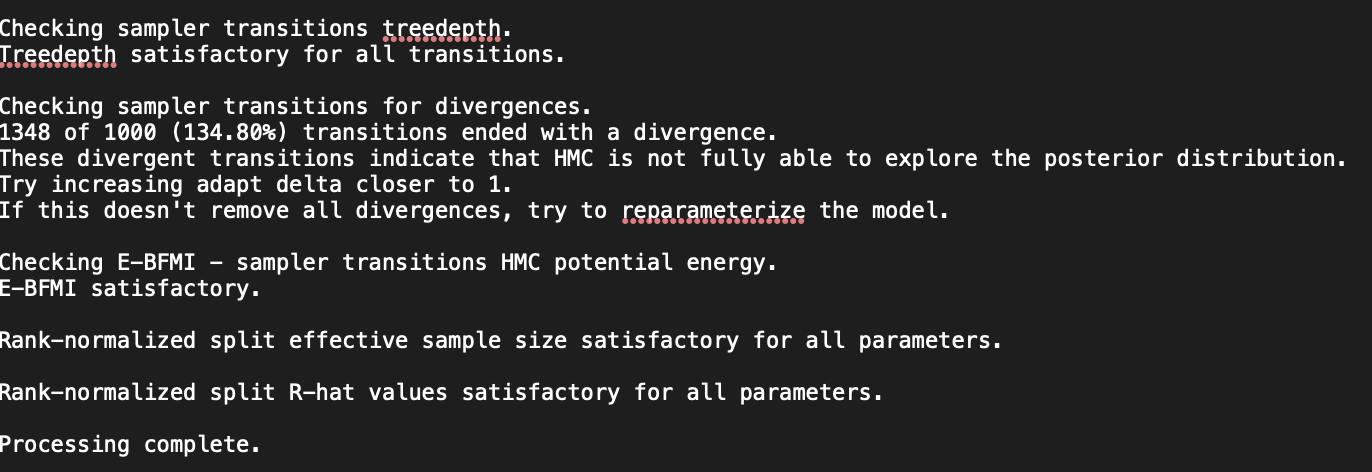 Checking sampler transitions treedepth.
Treedepth satisfactory for all transitions.
Checking sampler transitions for divergences.
1348 of 1000 (134.80%) transitions ended with a divergence.
These divergent transitions indicate that HMC is not fully able to explore the posterior distribution.
Try increasing adapt delta closer to 1.
If this doesn't remove all divergences, try to reparameterize the model.
Checking E-BFMI - sampler transitions HMC potential energy.
E-BFMI satisfactory.
Rank-normalized split effective sample size satisfactory for all parameters.
Rank-normalized split R-hat values satisfactory for all parameters.
Processing complete.